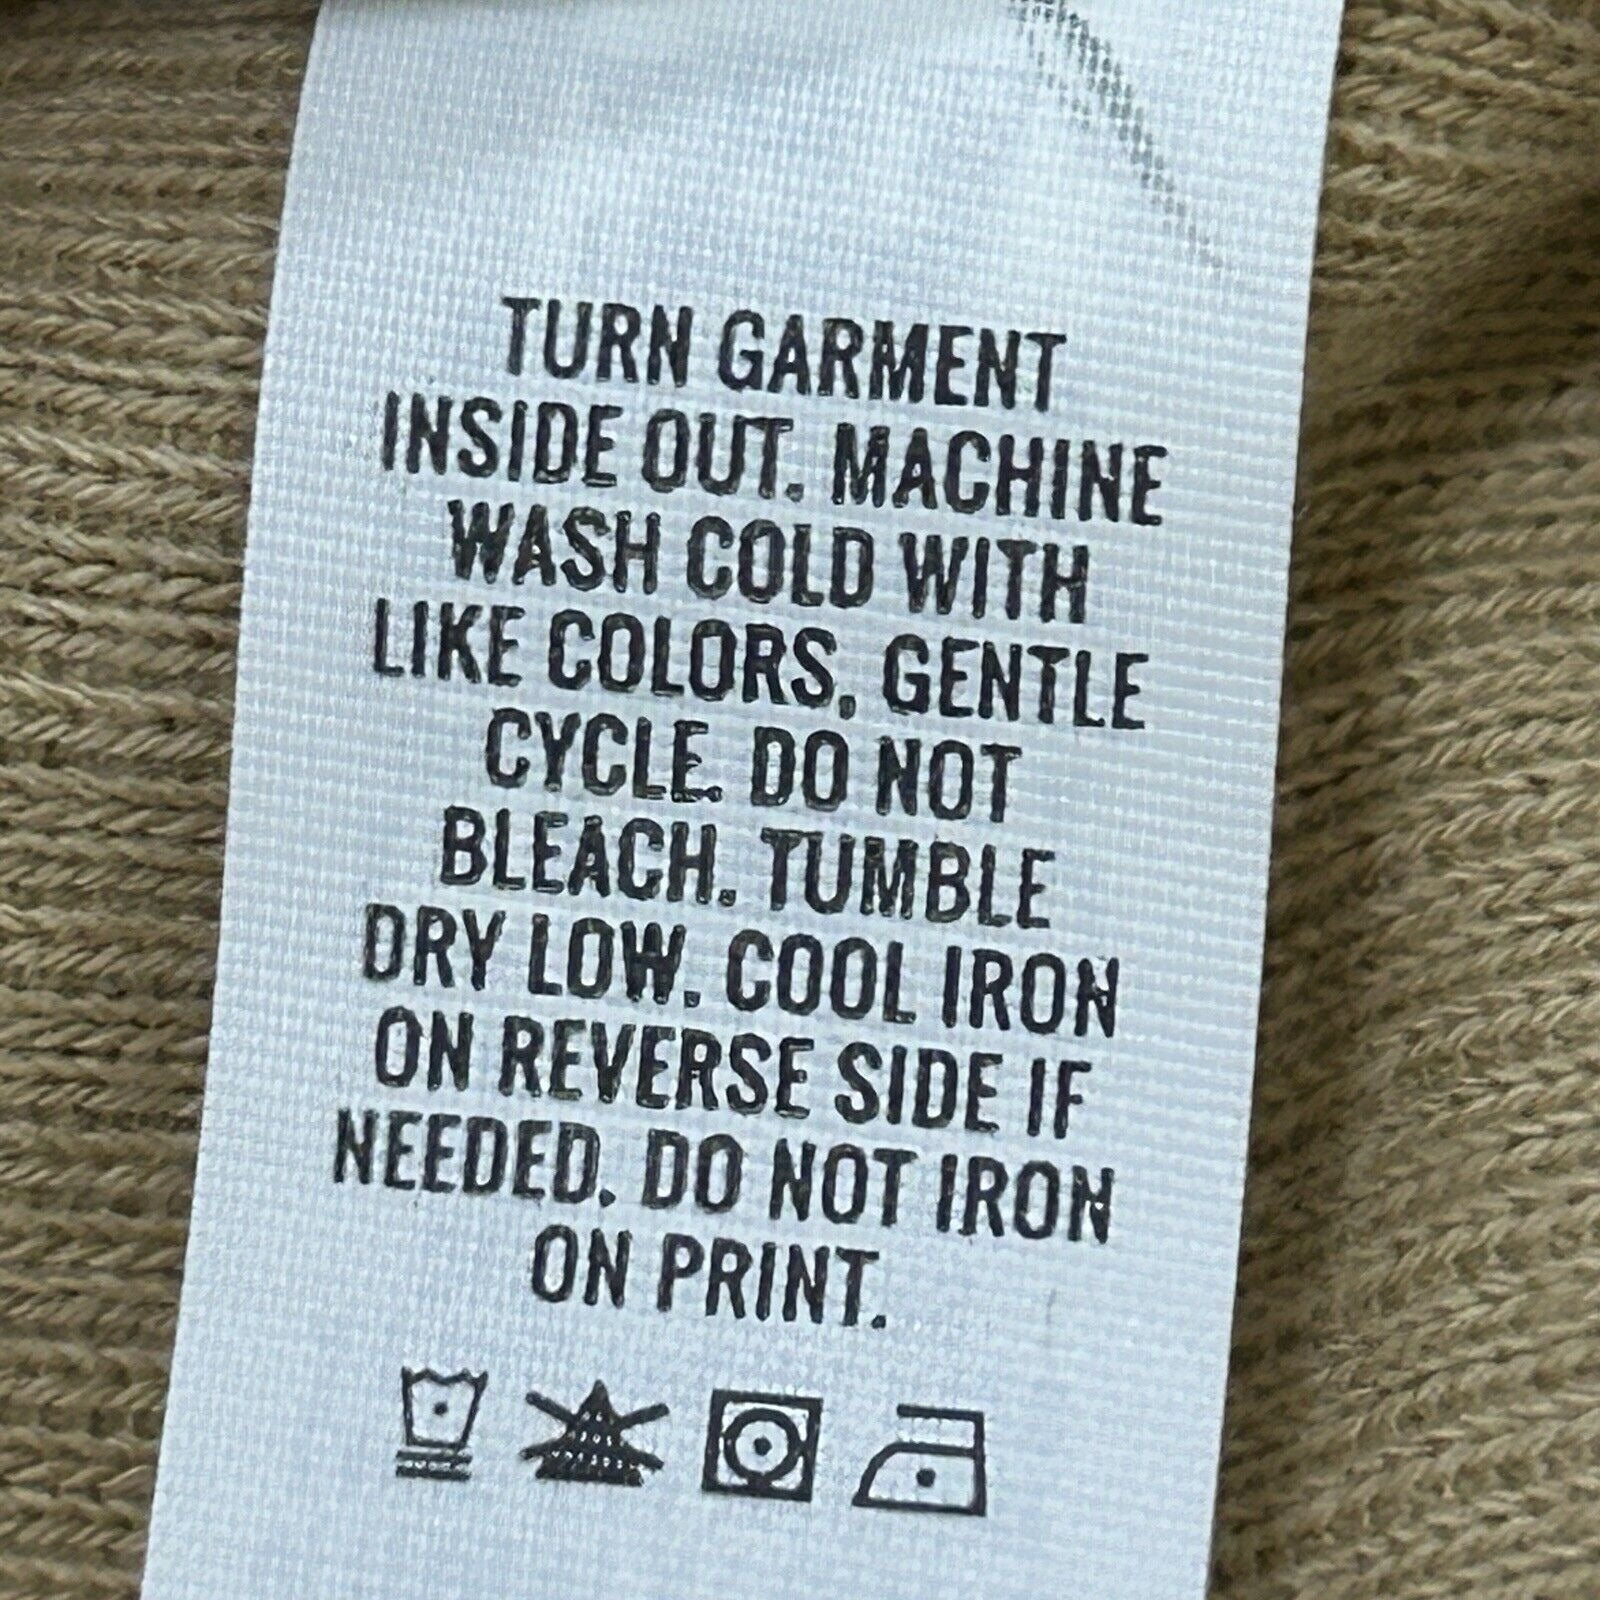 TURN GARMENT
INSIDE OUT. MACHINE
WASH COLD WITH
LIKE COLORS, GENTLE
CYCLE. DO NOT
BLEACH. TUMBLE
DRY LOW. COOL IRON
ON REVERSE SIDE IF
NEEDED. DO NOT IRON
ON PRINT.